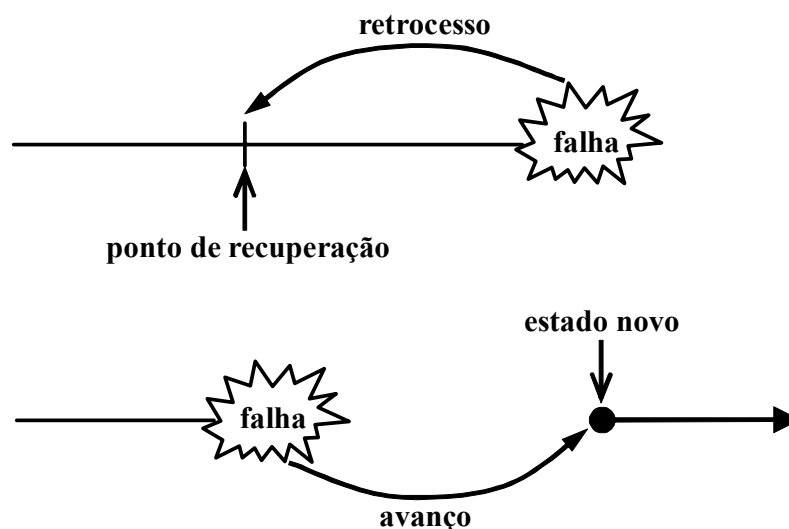 retrocesso
falha
ponto de recuperação
estado novo
falha
avanço